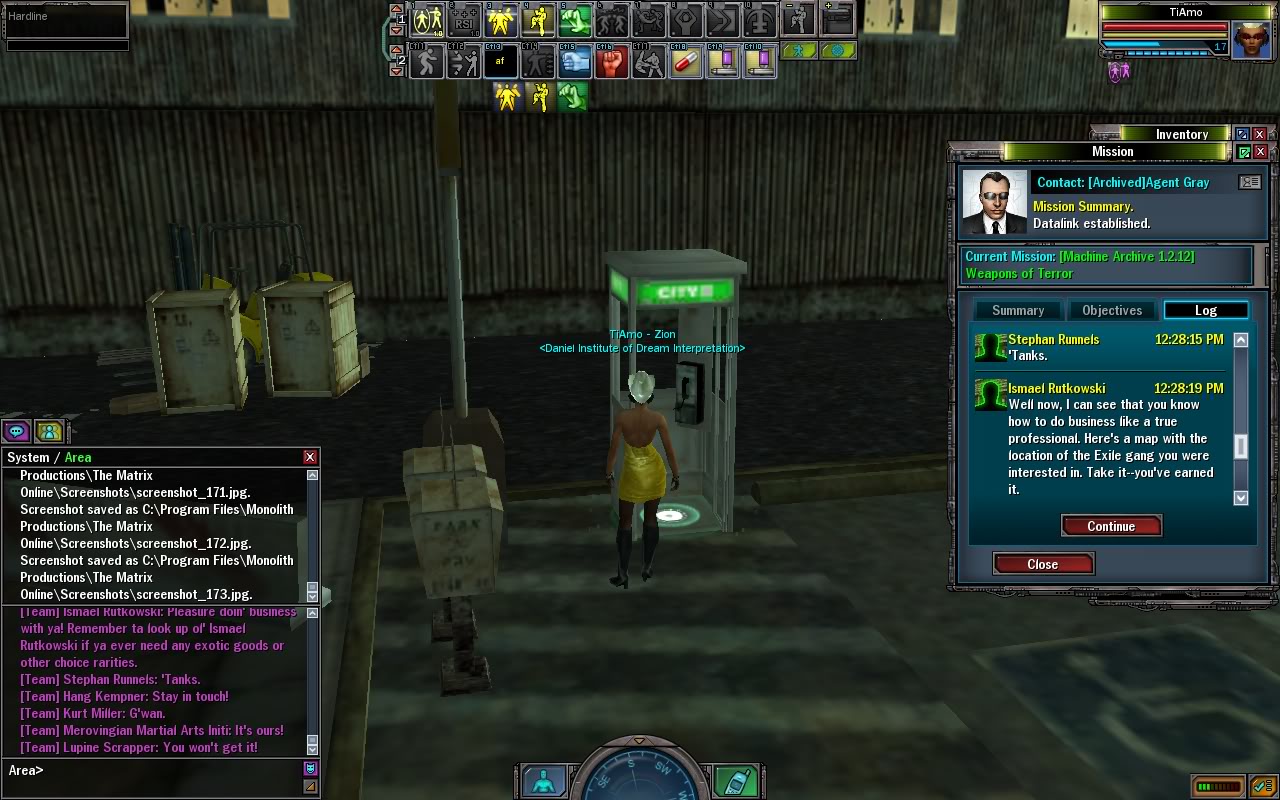 Hardline
1
RSI
2
af
TiAmo
17
Inventory
Mission
Contact: [Archived]Agent Gray
Mission Summary.
Datalink established.
Current Mission: [Machine Archive 1.2.12]
Weapons of Terror
Summary
Objectives
Log
Stephan Runnels 12:28:15 PM
'Tanks.
Ismael Rutkowski 12:28:19 PM
Well now, I can see that you know
how to do business like a true
professional. Here's a map with the
location of the Exile gang you were
interested in. Take it--you've earned
it.
Continue
Close
CITY
TiAmo - Zion
<Daniel Institute of Dream Interpretation>
System / Area
Productions\The Matrix
Online\Screenshots\screenshot_171.jpg.
Screenshot saved as C:\Program Files\Monolith
Productions\The Matrix
Online\Screenshots\screenshot_172.jpg.
Screenshot saved as C:\Program Files\Monolith
Productions\The Matrix
Online\Screenshots\screenshot_173.jpg.
[Team] Ismael Rutkowski: Pleasure doin' business
with ya! Remember ta look up ol' Ismael
Rutkowski if ya ever need any exotic goods or
other choice rarities.
[Team] Stephan Runnels: 'Tanks.
[Team] Hang Kempner: Stay in touch!
[Team] Kurt Miller: G'wan.
[Team] Merovingian Martial Arts Initi: It's ours!
[Team] Lupine Scrapper: You won't get it!
Area>
SE
S
SW
W